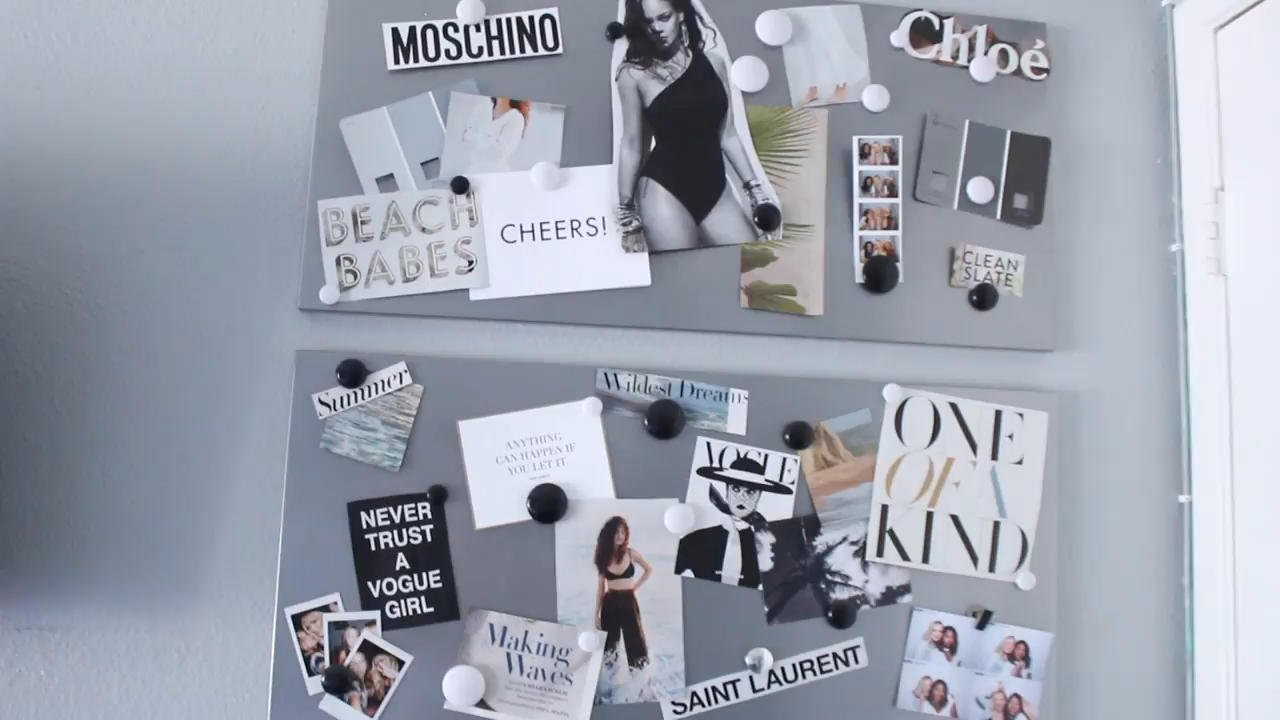 MOSCHINO
Chloé
BEACH
BABES
CHEERS!
CLEAN
SLATE
Summer
Wildest Dreams
ANYTHING
CAN HAPPEN IF
YOU LET IT
VOGUE
ONE
OF A
KIND
NEVER
TRUST
A
VOGUE
GIRL
Making
Waves
SAINT LAURENT